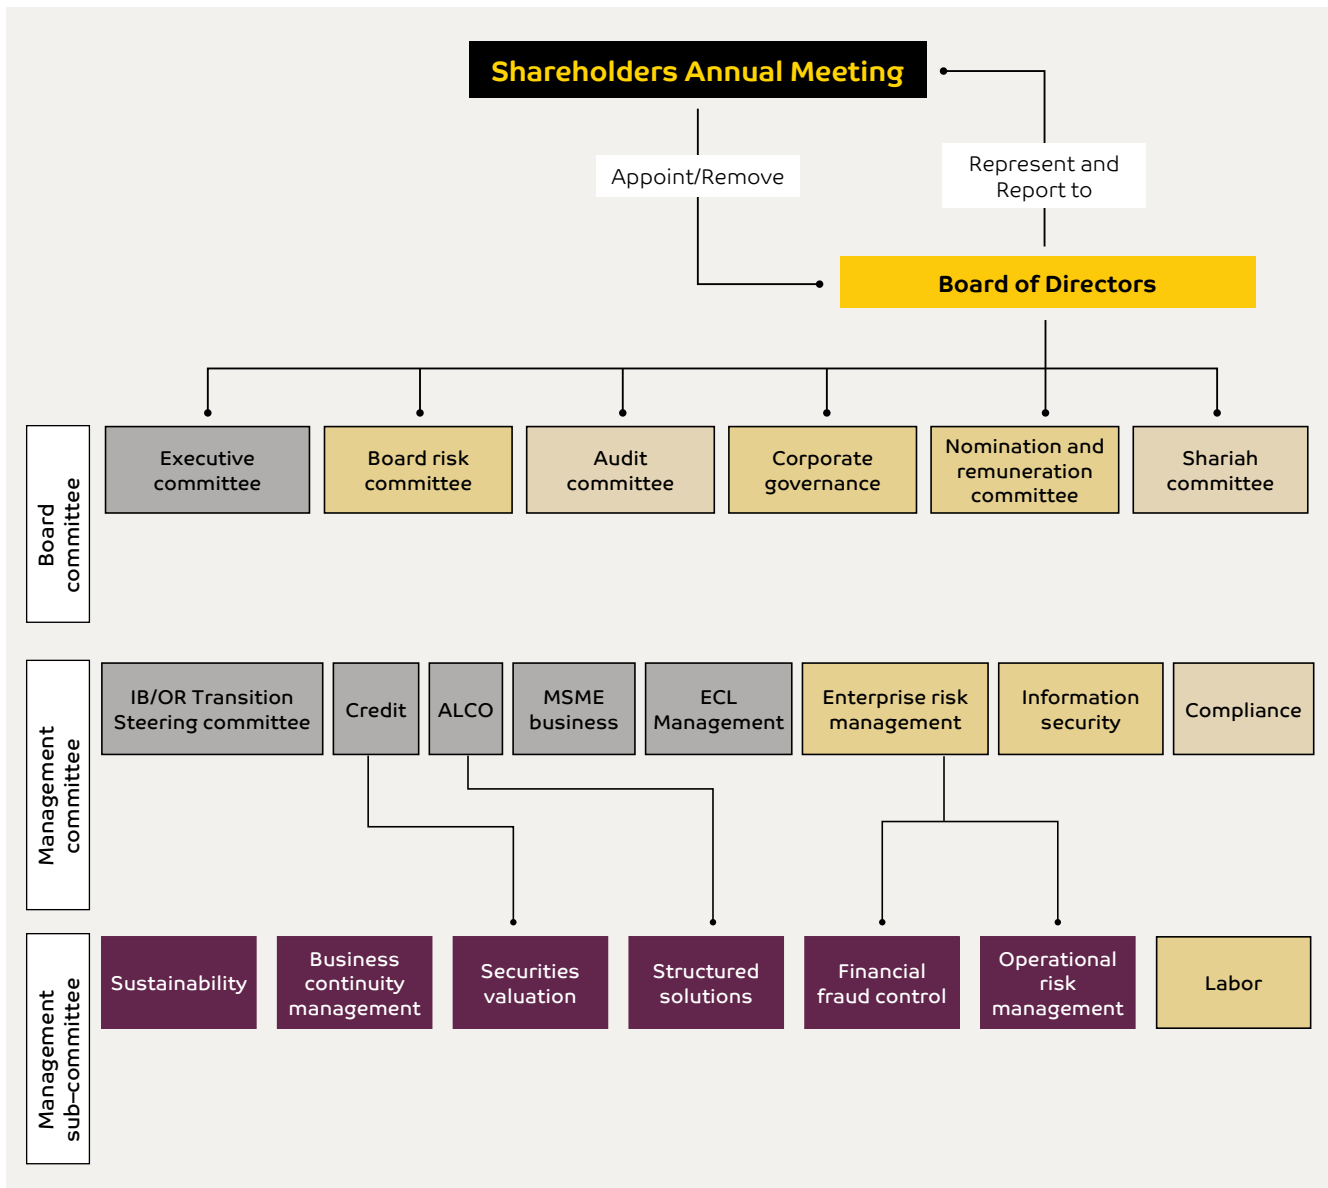 Shareholders Annual Meeting
Appoint/Remove
Represent and
Report to
Board of Directors
Board
committee
Executive
committee
Board risk
committee
Audit
committee
Corporate
governance
Nomination and
remuneration
committee
Shariah
committee
Management
committee
IB/OR Transition
Steering committee
Credit
ALCO
MSME
business
ECL
Management
Enterprise risk
management
Information
security
Compliance
Management
sub-committee
Sustainability
Business
continuity
management
Securities
valuation
Structured
solutions
Financial
fraud control
Operational
risk
management
Labor